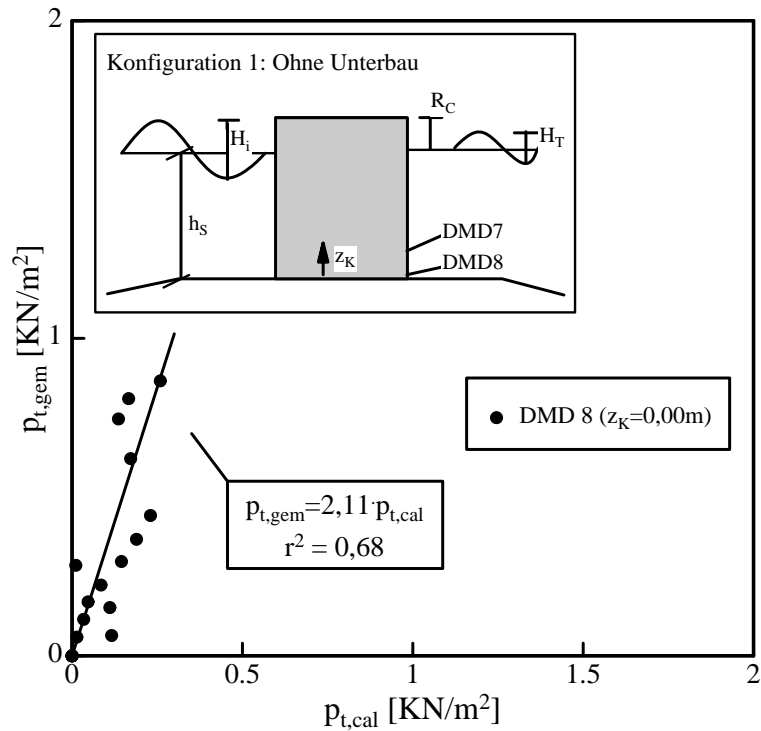 2
Konfiguration 1: Ohne Unterbau
R_C
H_i
H_T
h_S
DMD7
z_K
DMD8
1
p_t,gem [KN/m²]
DMD 8 (z_K=0,00m)
p_t,gem=2,11·p_t,cal
r² = 0,68
0
0 0.5 1 1.5 2
p_t,cal [KN/m²]